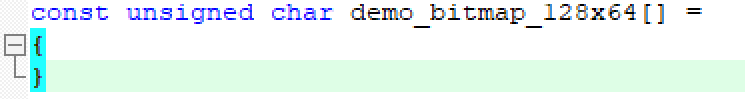 const unsigned char demo_bitmap_128x64[] =
{
}